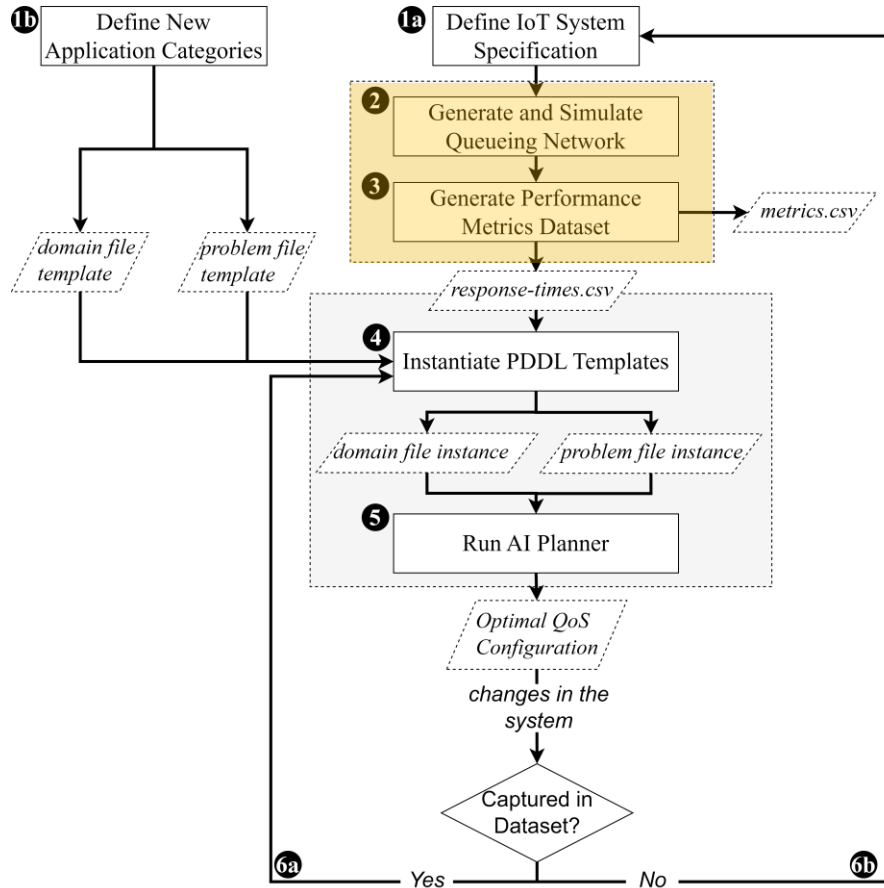 1b
Define New
Application Categories
1a
Define IoT System
Specification
2
Generate and Simulate
Queueing Network
3
Generate Performance
Metrics Dataset
metrics.csv
domain file
template
problem file
template
response-times.csv
4
Instantiate PDDL Templates
domain file instance
problem file instance
5
Run AI Planner
Optimal QoS
Configuration
changes in the
system
Captured in
Dataset?
6a
Yes
No
6b